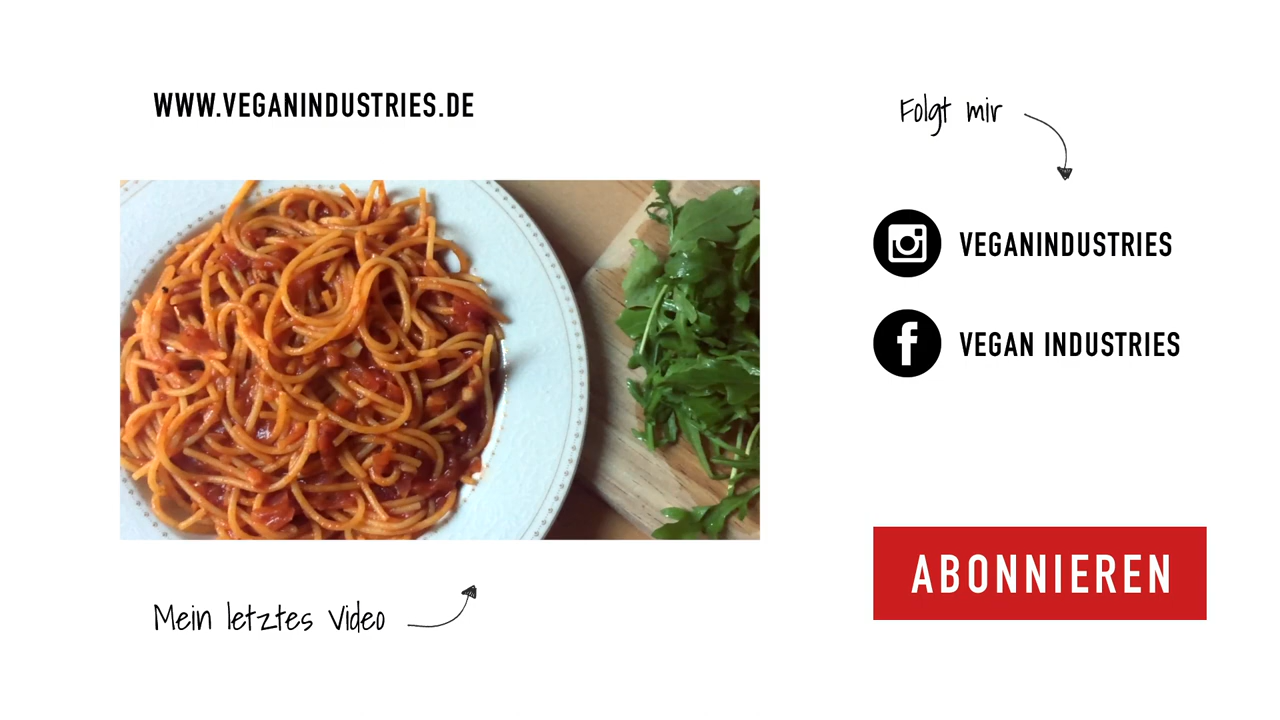 WWW.VEGANINDUSTRIES.DE
Folgt mir
VEGANINDUSTRIES
VEGAN INDUSTRIES
ABONNIEREN
Mein letztes Video